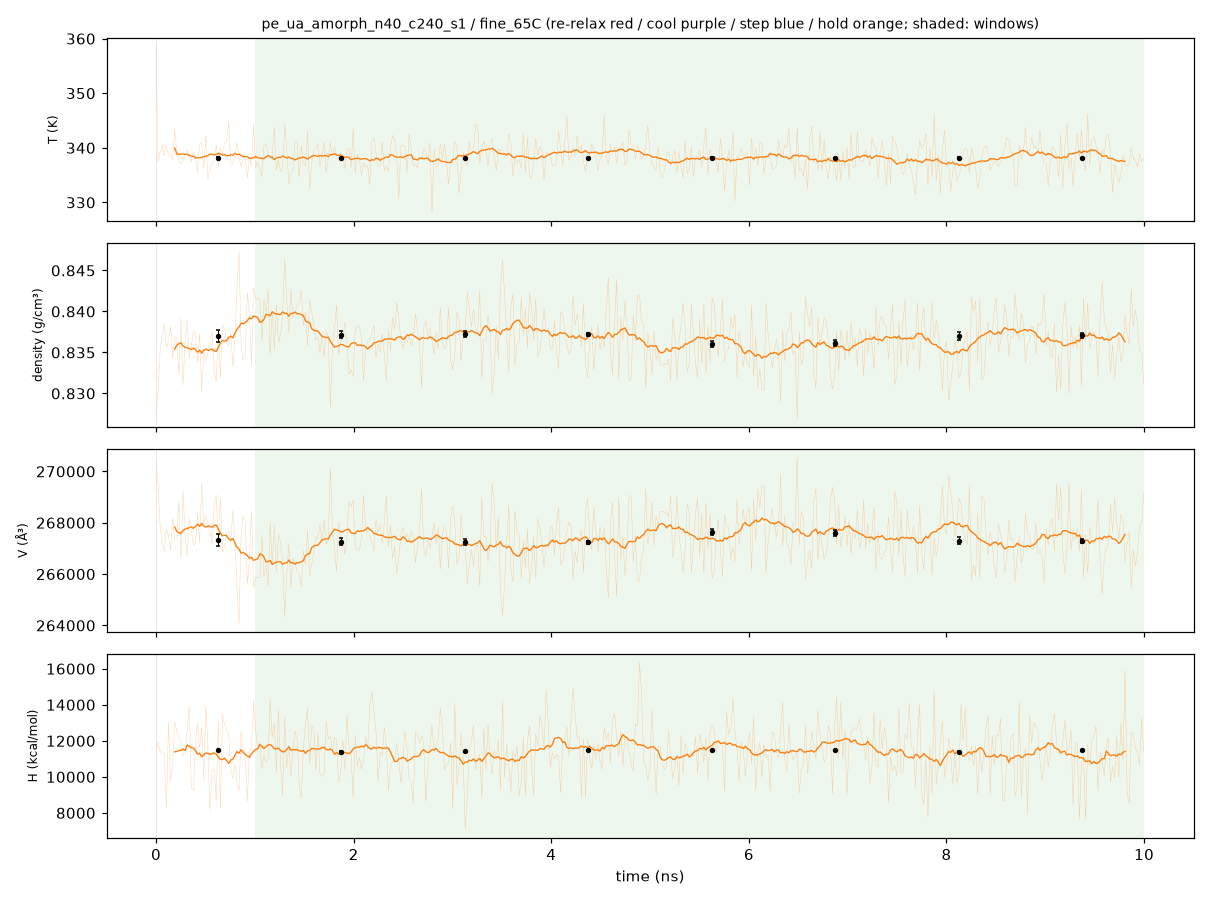 pe_ua_amorph_n40_c240_s1 / fine_65C (re-relax red / cool purple / step blue / hold orange; shaded: windows)
360
350
340
330
T (K)
0.845
0.840
0.835
0.830
density (g/cm³)
270000
268000
266000
264000
V (Å³)
16000
14000
12000
10000
8000
H (kcal/mol)
0 2 4 6 8 10
time (ns)